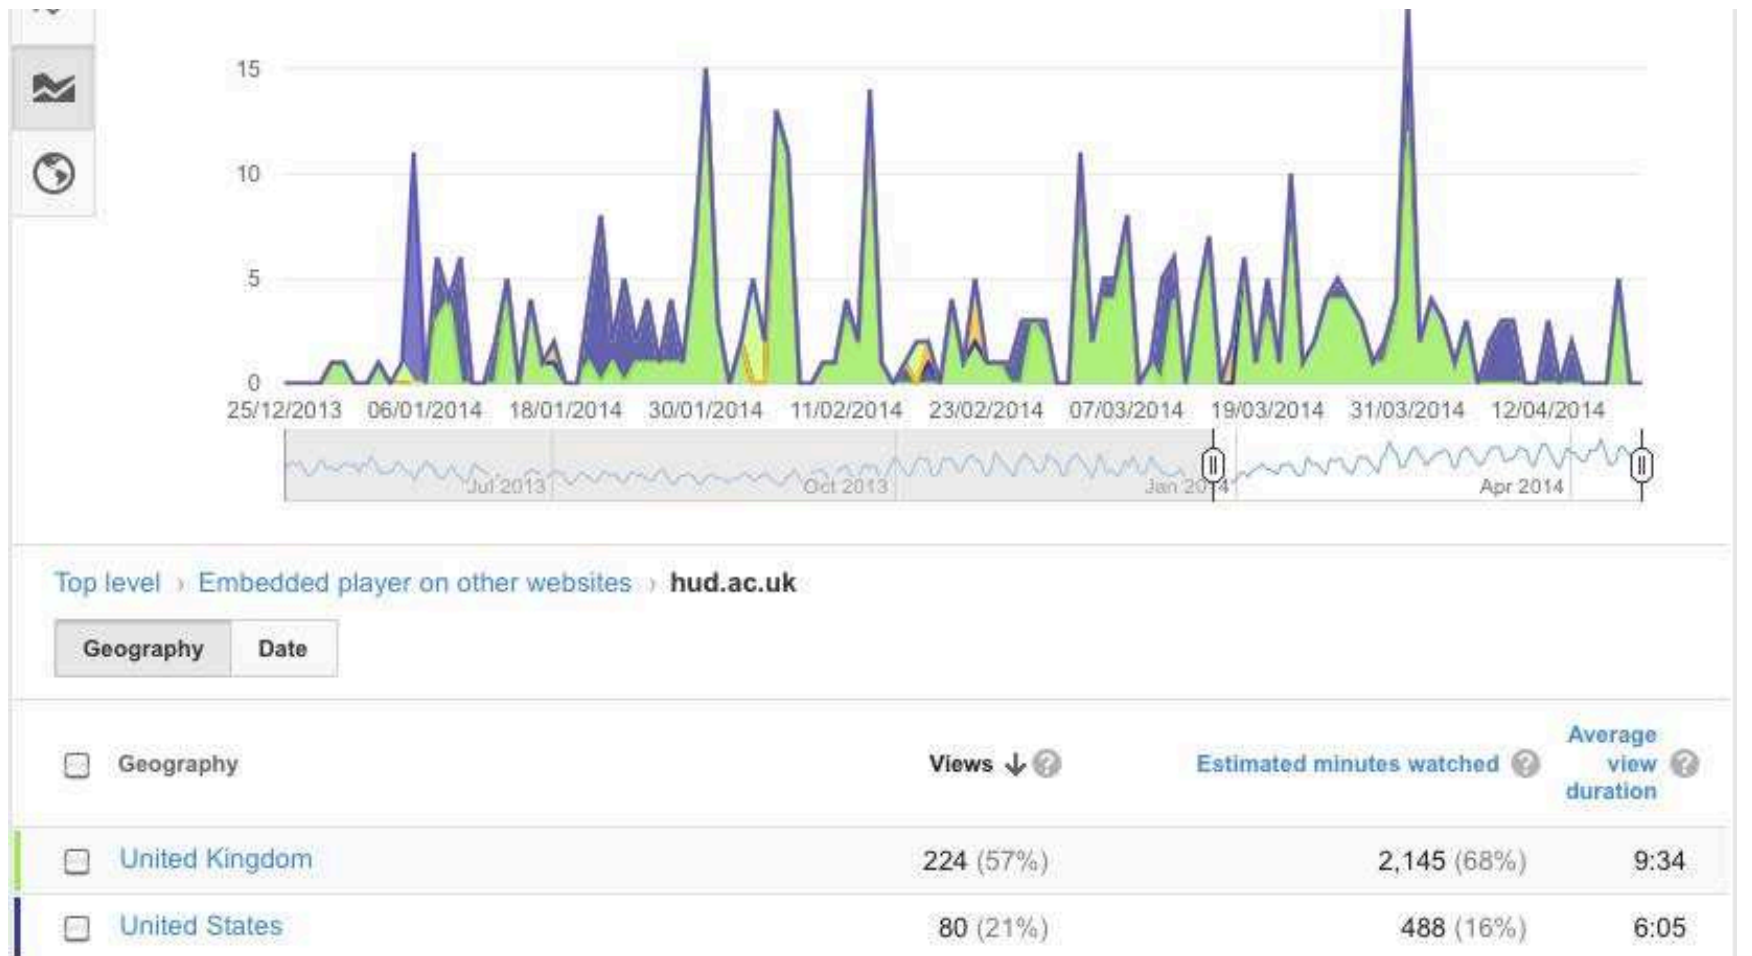 15
10
5
0
25/12/2013 06/01/2014 18/01/2014 30/01/2014 11/02/2014 23/02/2014 07/03/2014 19/03/2014 31/03/2014 12/04/2014
Jul 2013 Oct 2013 Jan 2014 Apr 2014
Top level › Embedded player on other websites › hud.ac.uk
Geography Date
Geography Views ↓ ? Estimated minutes watched ? Average view duration ?
United Kingdom 224 (57%) 2,145 (68%) 9:34
United States 80 (21%) 488 (16%) 6:05